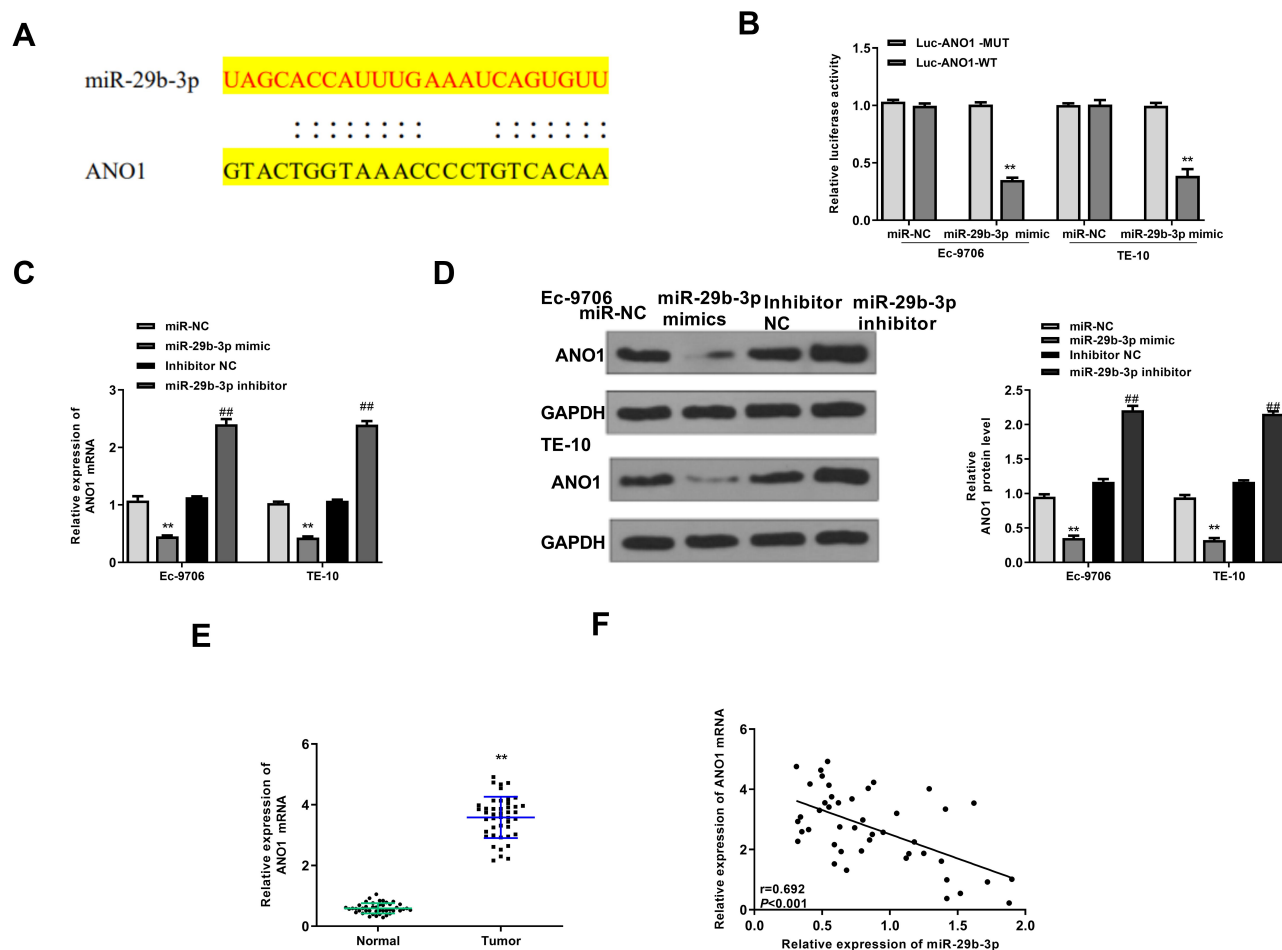 A
miR-29b-3p UAGCACCAUUUGAAAUCAGUGUU
: : : : : : : : : : : : : : :
ANO1 GTACTGGTAAACCCCTGTCACAA
B
Luc-ANO1 -MUT
Luc-ANO1-WT
Relative luciferase activity
1.5
1.0
0.5
0.0
**
**
miR-NC miR-29b-3p mimic miR-NC miR-29b-3p mimic
Ec-9706 TE-10
C
miR-NC
miR-29b-3p mimic
Inhibitor NC
miR-29b-3p inhibitor
Relative expression of
ANO1 mRNA
3
2
1
0
**
##
**
##
Ec-9706 TE-10
D
Ec-9706
miR-NC
miR-29b-3p
mimics
Inhibitor
NC
miR-29b-3p
inhibitor
ANO1
GAPDH
TE-10
ANO1
GAPDH
miR-NC
miR-29b-3p mimic
Inhibitor NC
miR-29b-3p inhibitor
Relative
ANO1 protein level
2.5
2.0
1.5
1.0
0.5
0.0
**
##
**
##
Ec-9706 TE-10
E
Relative expression of
ANO1 mRNA
6
4
2
0
**
Normal Tumor
F
Relative expression of ANO1 mRNA
6
4
2
0
r=0.692
P<0.001
0.0 0.5 1.0 1.5 2.0
Relative expression of miR-29b-3p